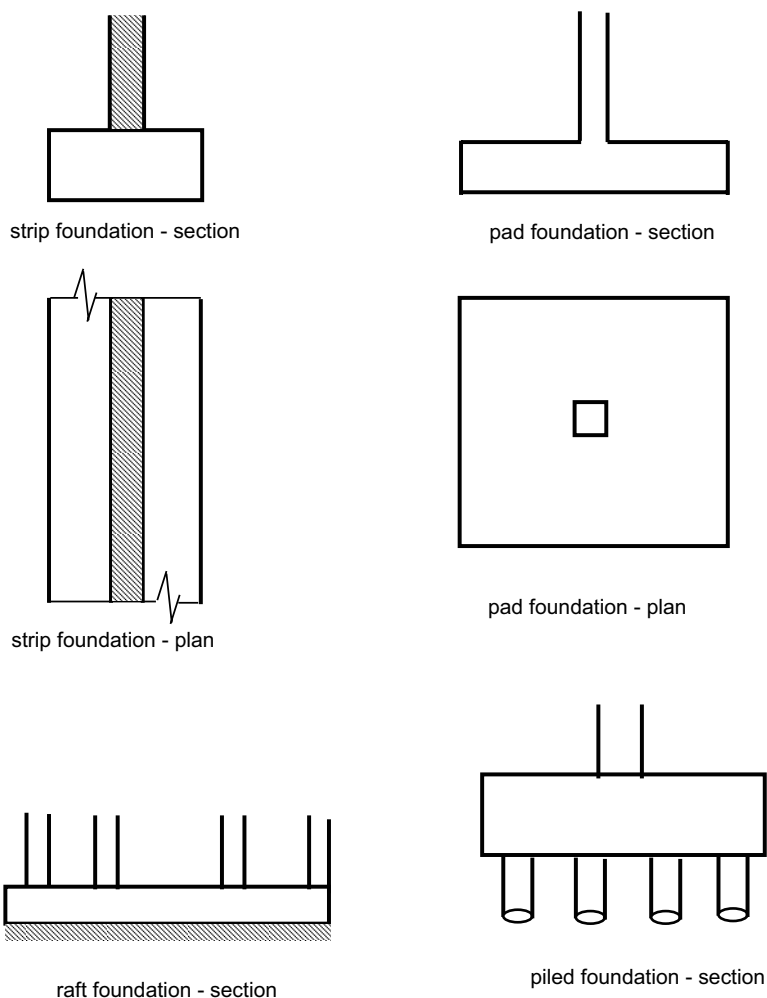 strip foundation - section
pad foundation - section
strip foundation - plan
pad foundation - plan
raft foundation - section
piled foundation - section